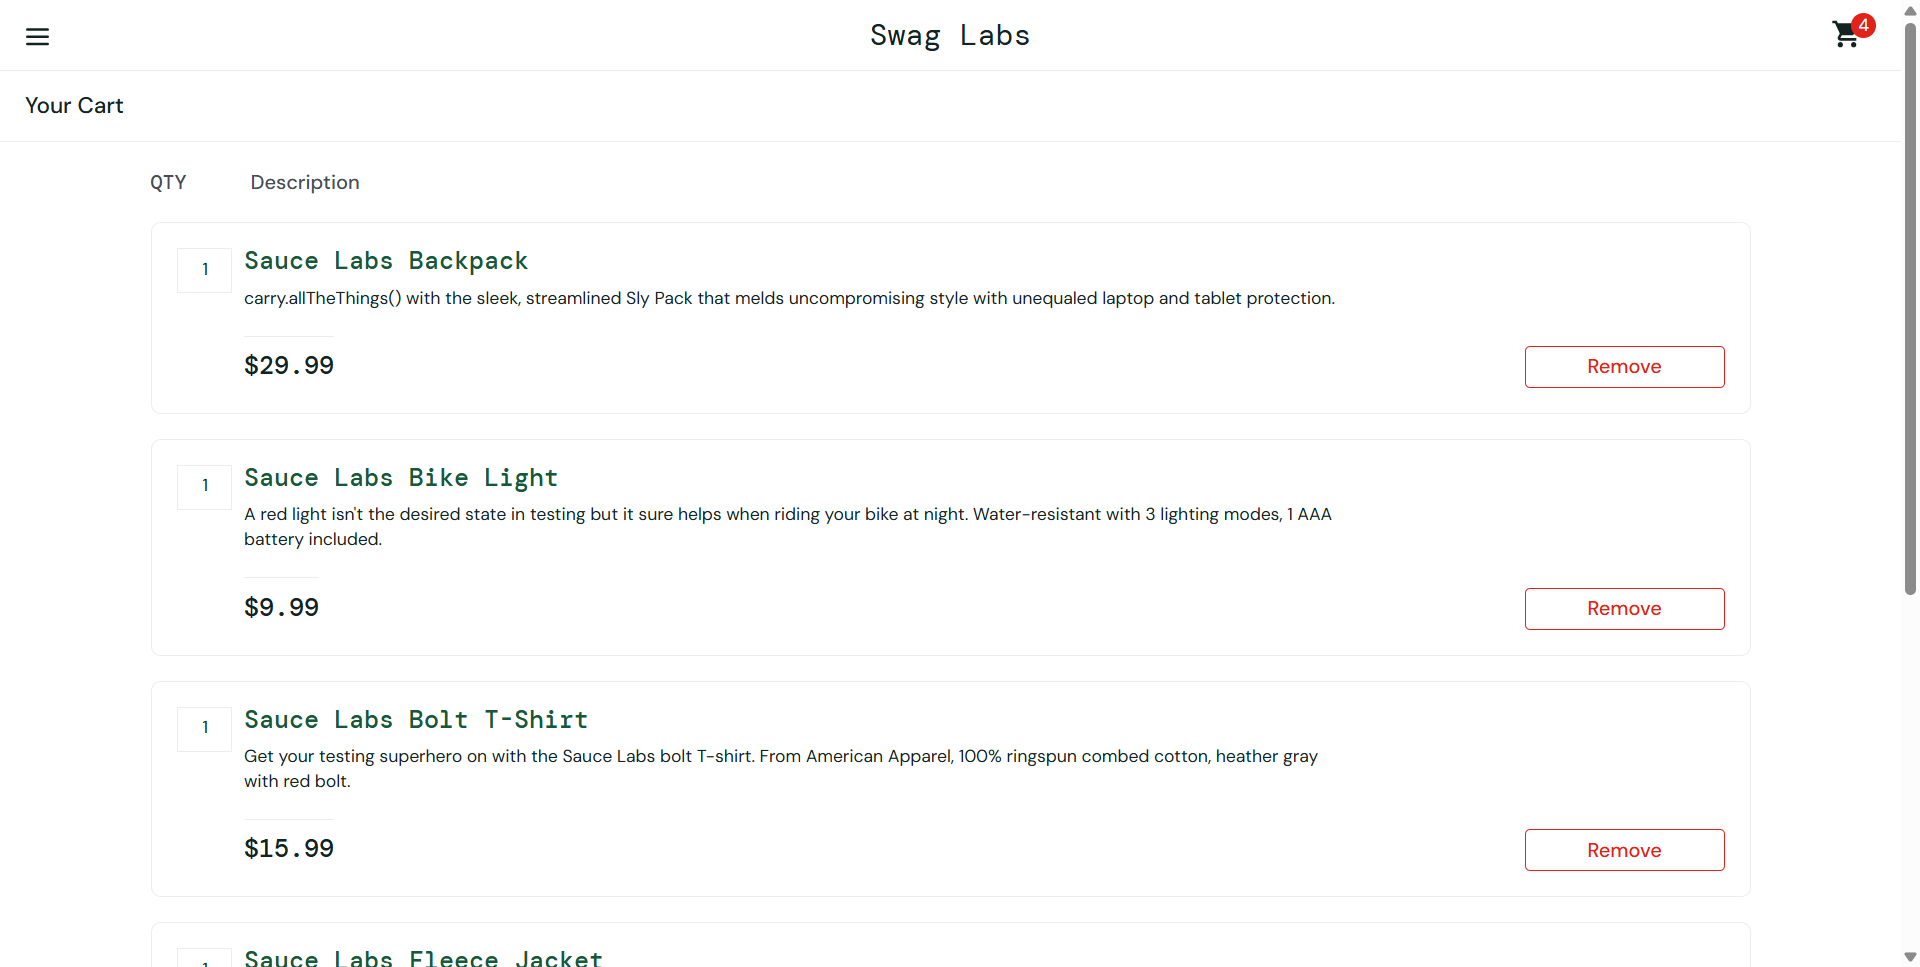 Swag Labs
4
Your Cart
QTY
Description
1
Sauce Labs Backpack
carry.allTheThings() with the sleek, streamlined Sly Pack that melds uncompromising style with unequaled laptop and tablet protection.
$29.99
Remove
1
Sauce Labs Bike Light
A red light isn't the desired state in testing but it sure helps when riding your bike at night. Water-resistant with 3 lighting modes, 1 AAA
battery included.
$9.99
Remove
1
Sauce Labs Bolt T-Shirt
Get your testing superhero on with the Sauce Labs bolt T-shirt. From American Apparel, 100% ringspun combed cotton, heather gray
with red bolt.
$15.99
Remove
1
Sauce Labs Fleece Jacket